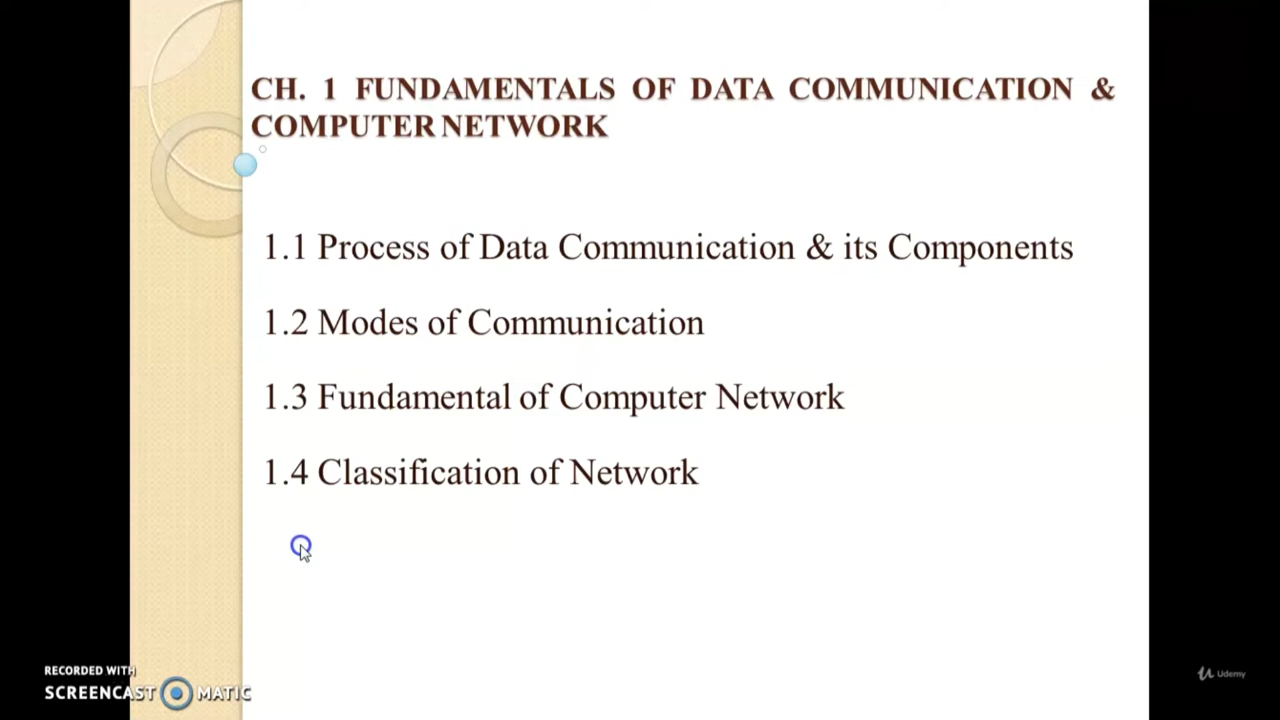 CH. 1 FUNDAMENTALS OF DATA COMMUNICATION &
COMPUTER NETWORK
1.1 Process of Data Communication & its Components
1.2 Modes of Communication
1.3 Fundamental of Computer Network
1.4 Classification of Network
RECORDED WITH
SCREENCAST MATIC
Udemy